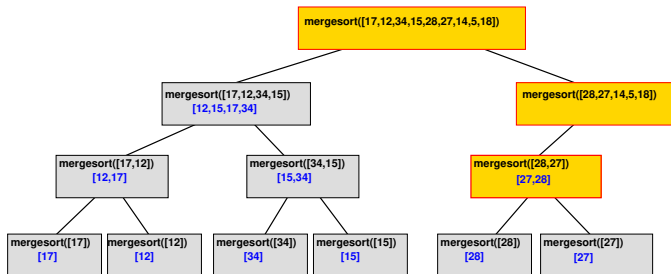 mergesort([17,12,34,15,28,27,14,5,18])
mergesort([17,12,34,15])
[12,15,17,34]
mergesort([28,27,14,5,18])
mergesort([17,12])
[12,17]
mergesort([34,15])
[15,34]
mergesort([28,27])
[27,28]
mergesort([17])
[17]
mergesort([12])
[12]
mergesort([34])
[34]
mergesort([15])
[15]
mergesort([28])
[28]
mergesort([27])
[27]